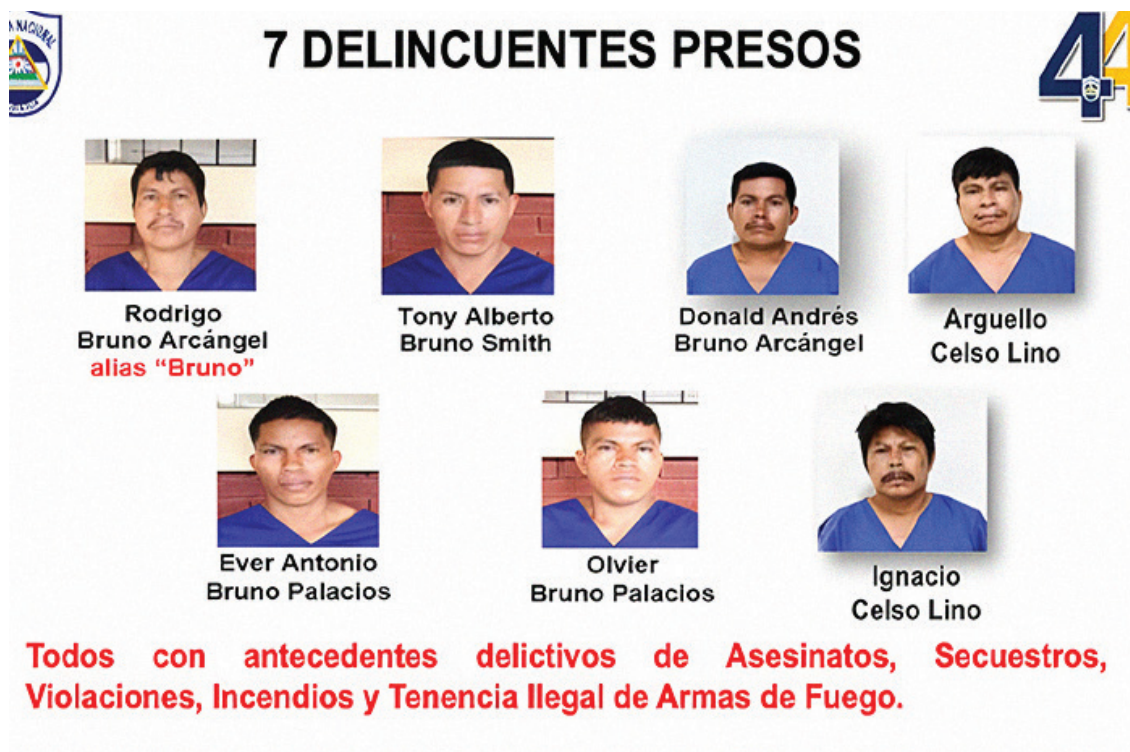 7 DELINCUENTES PRESOS
44
Rodrigo
Bruno Arcángel
alias “Bruno”
Tony Alberto
Bruno Smith
Donald Andrés
Bruno Arcángel
Arguello
Celso Lino
Ever Antonio
Bruno Palacios
Olvier
Bruno Palacios
Ignacio
Celso Lino
Todos con antecedentes delictivos de Asesinatos, Secuestros,
Violaciones, Incendios y Tenencia Ilegal de Armas de Fuego.